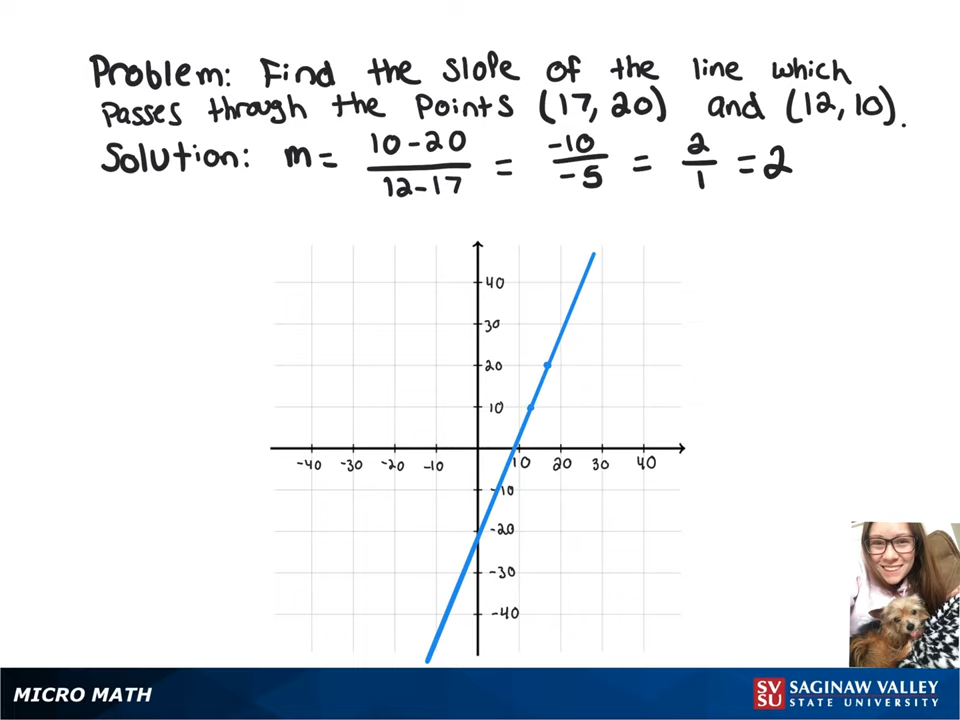 Problem: Find the slope of the line which
passes through the points (17, 20) and (12, 10).
Solution: m = 10-20 / 12-17 = -10 / -5 = 2 / 1 = 2
40
30
20
10
-40 -30 -20 -10 10 20 30 40
-10
-20
-30
-40
MICRO MATH
SV SU SAGINAW VALLEY
STATE UNIVERSITY